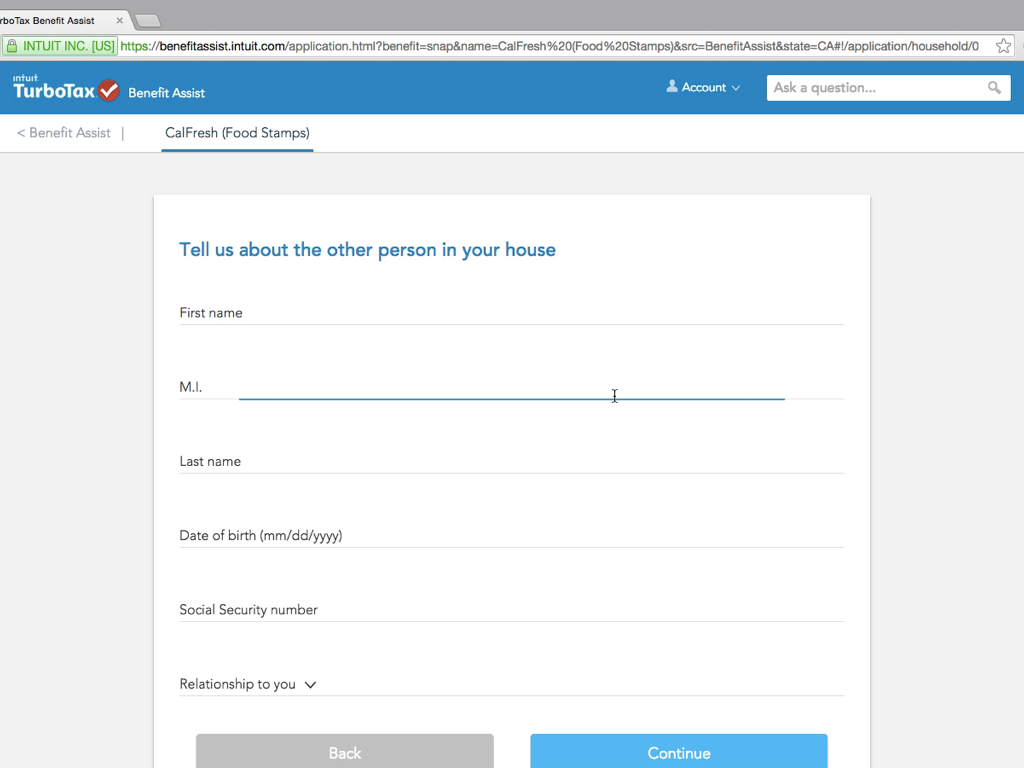 rboTax Benefit Assist
INTUIT INC. [US] https://benefitassist.intuit.com/application.html?benefit=snap&name=CalFresh%20(Food%20Stamps)&src=BenefitAssist&state=CA#!/application/household/0
intuit.
TurboTax Benefit Assist
Account
Ask a question...
< Benefit Assist |
CalFresh (Food Stamps)
Tell us about the other person in your house
First name
M.I.
Last name
Date of birth (mm/dd/yyyy)
Social Security number
Relationship to you
Back
Continue